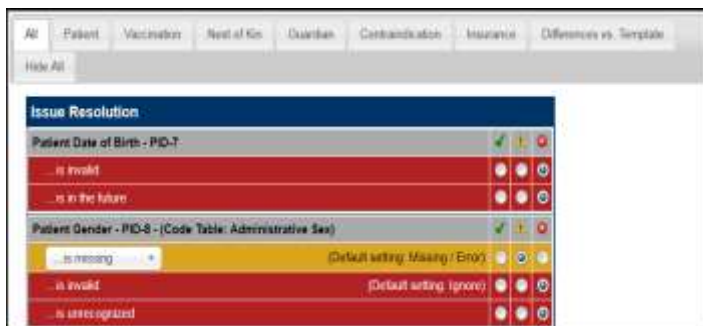 All Patient Vaccination Next of Kin Guardian Contraindication Insurance Differences vs. Template
Hide All
Issue Resolution
Patient Date of Birth - PID-7
...is invalid
...is in the future
Patient Gender - PID-8 - (Code Table: Administrative Sex)
...is missing (Default setting: Missing / Error)
...is invalid (Default setting: Ignore)
...is unrecognized